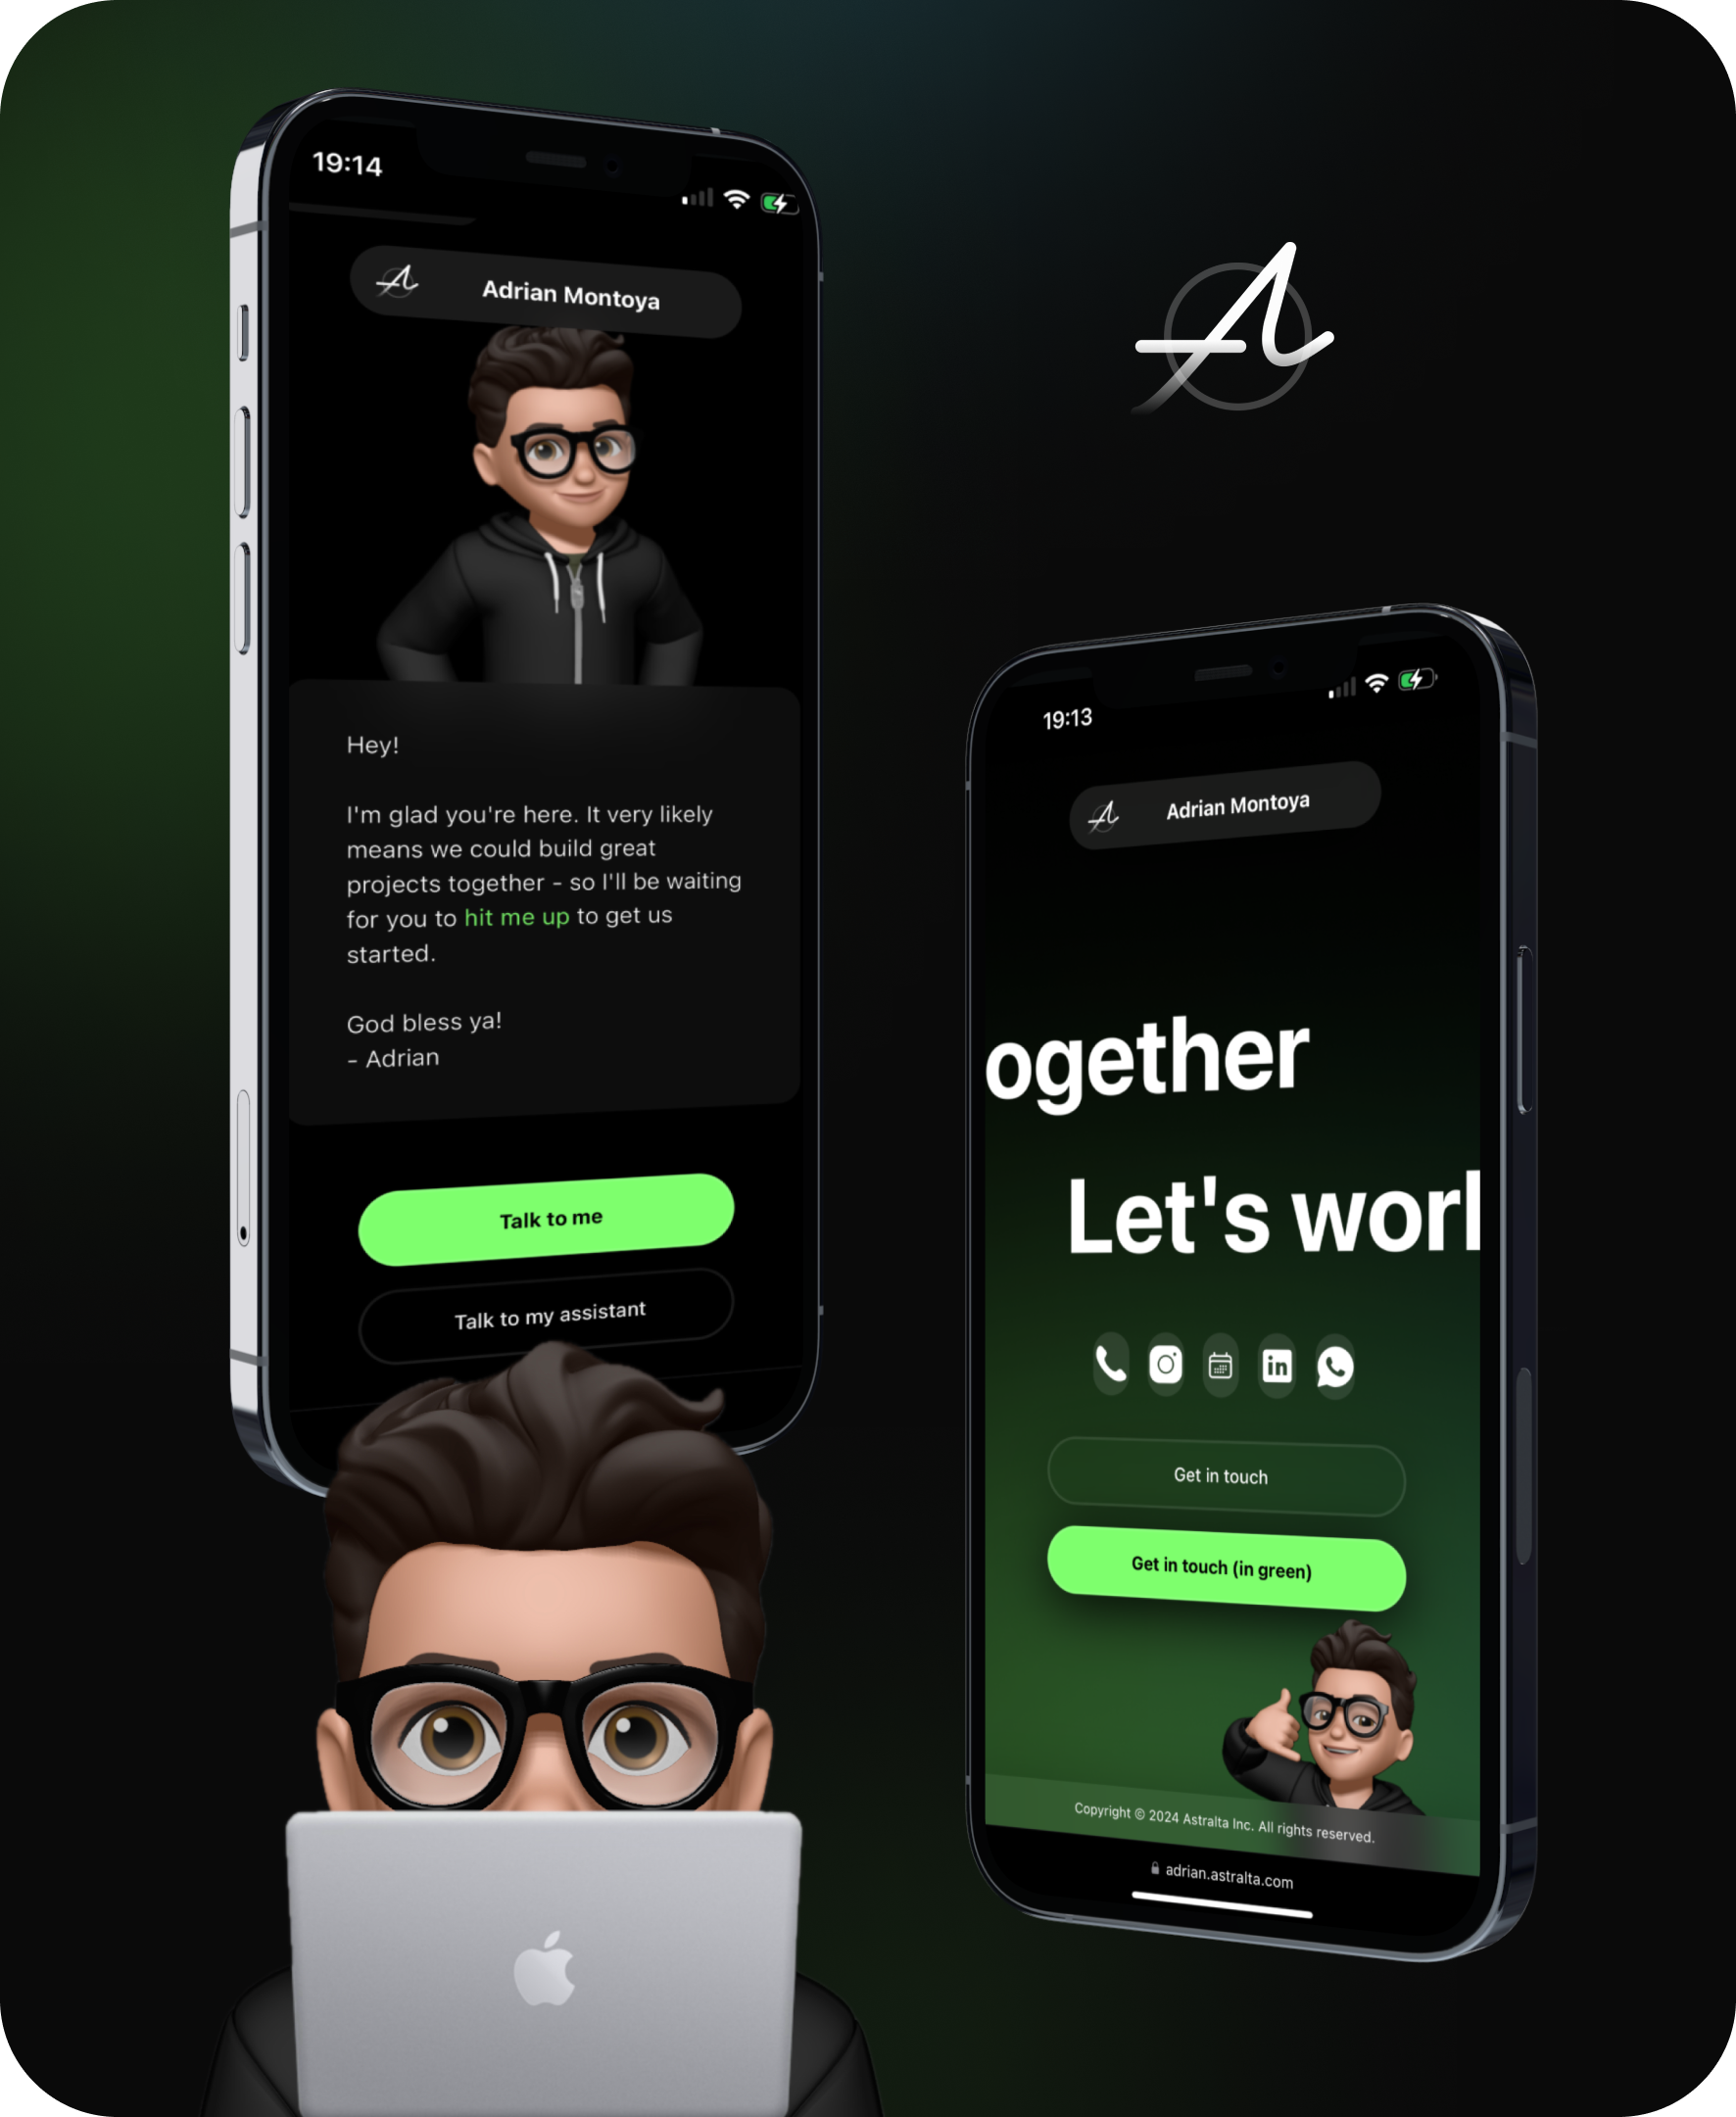 19:14
Adrian Montoya
Hey!
I'm glad you're here. It very likely
means we could build great
projects together - so I'll be waiting
for you to hit me up to get us
started.
God bless ya!
- Adrian
Talk to me
Talk to my assistant
19:13
Adrian Montoya
ogether
Let's worl
in
Get in touch
Get in touch (in green)
Copyright © 2024 Astralta Inc. All rights reserved.
adrian.astralta.com